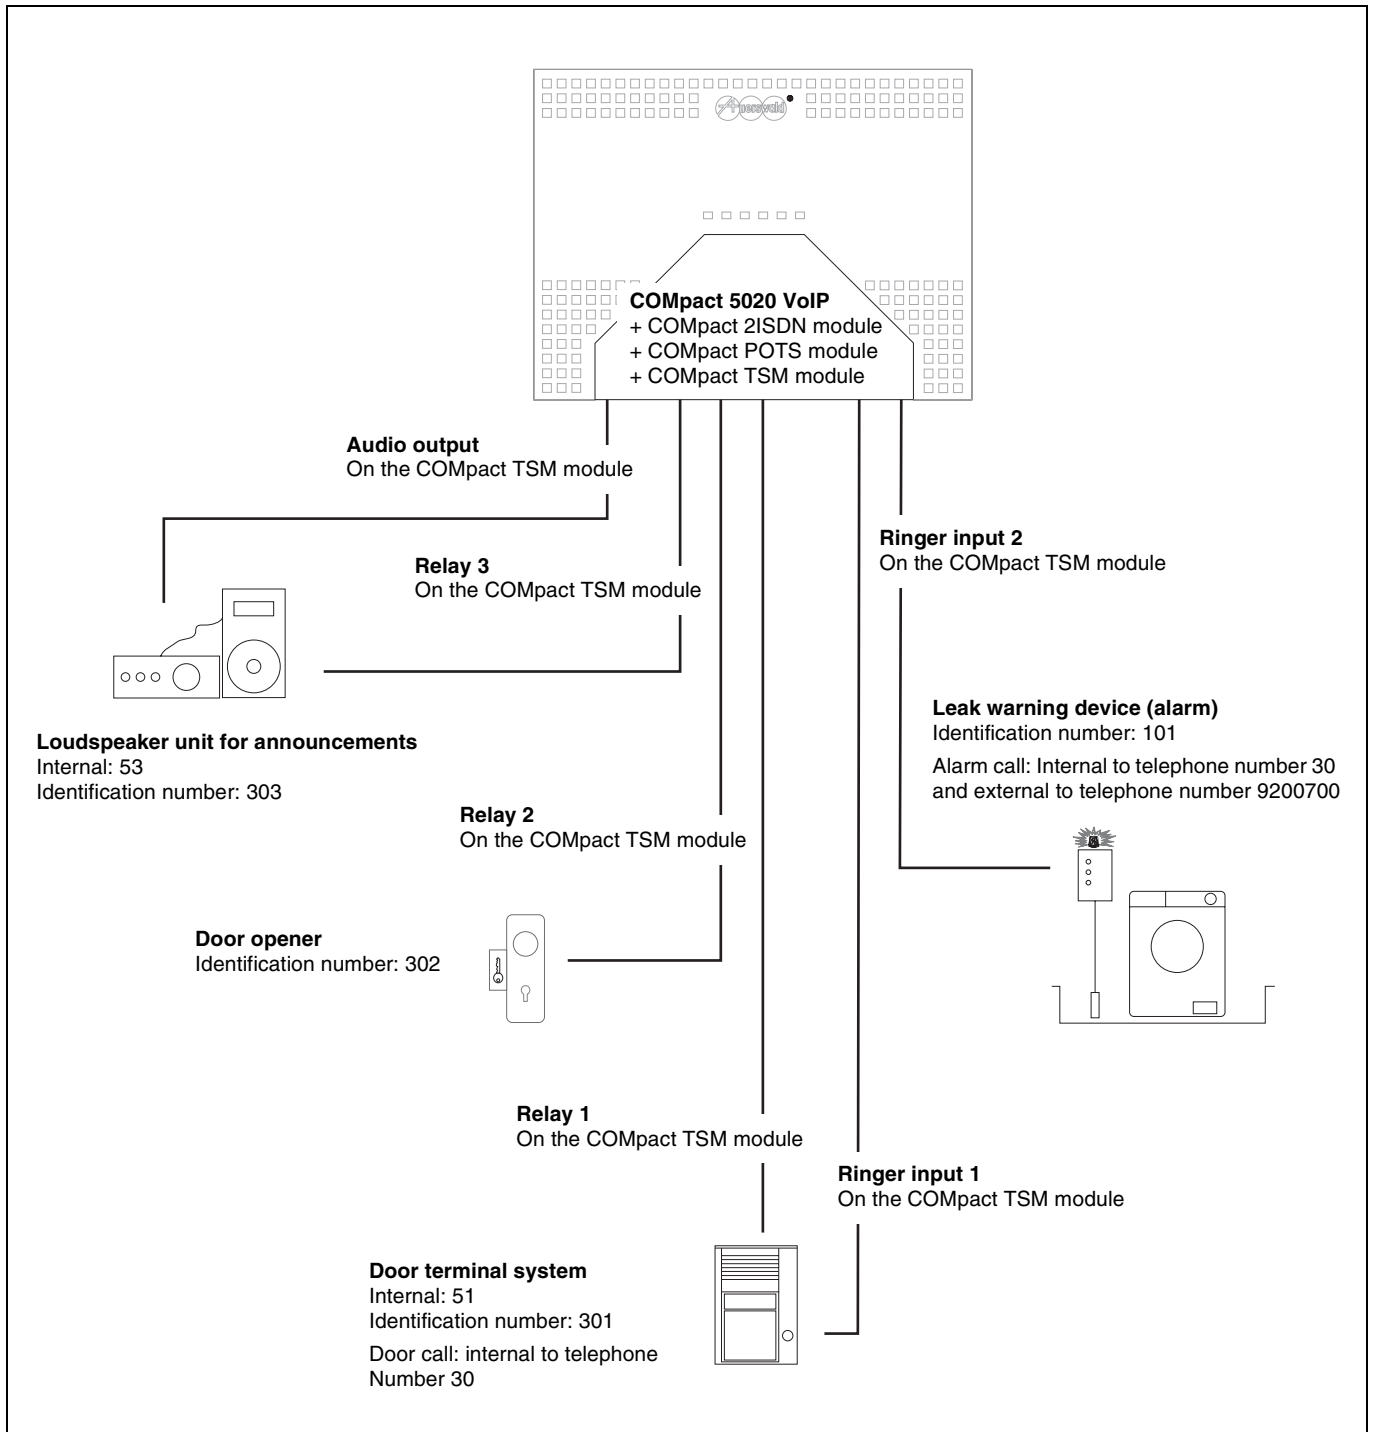 Auerswald
COMpact 5020 VoIP
+ COMpact 2ISDN module
+ COMpact POTS module
+ COMpact TSM module
Audio output
On the COMpact TSM module
Ringer input 2
On the COMpact TSM module
Relay 3
On the COMpact TSM module
Leak warning device (alarm)
Identification number: 101
Alarm call: Internal to telephone number 30
and external to telephone number 9200700
Loudspeaker unit for announcements
Internal: 53
Identification number: 303
Relay 2
On the COMpact TSM module
Door opener
Identification number: 302
Relay 1
On the COMpact TSM module
Ringer input 1
On the COMpact TSM module
Door terminal system
Internal: 51
Identification number: 301
Door call: internal to telephone
Number 30